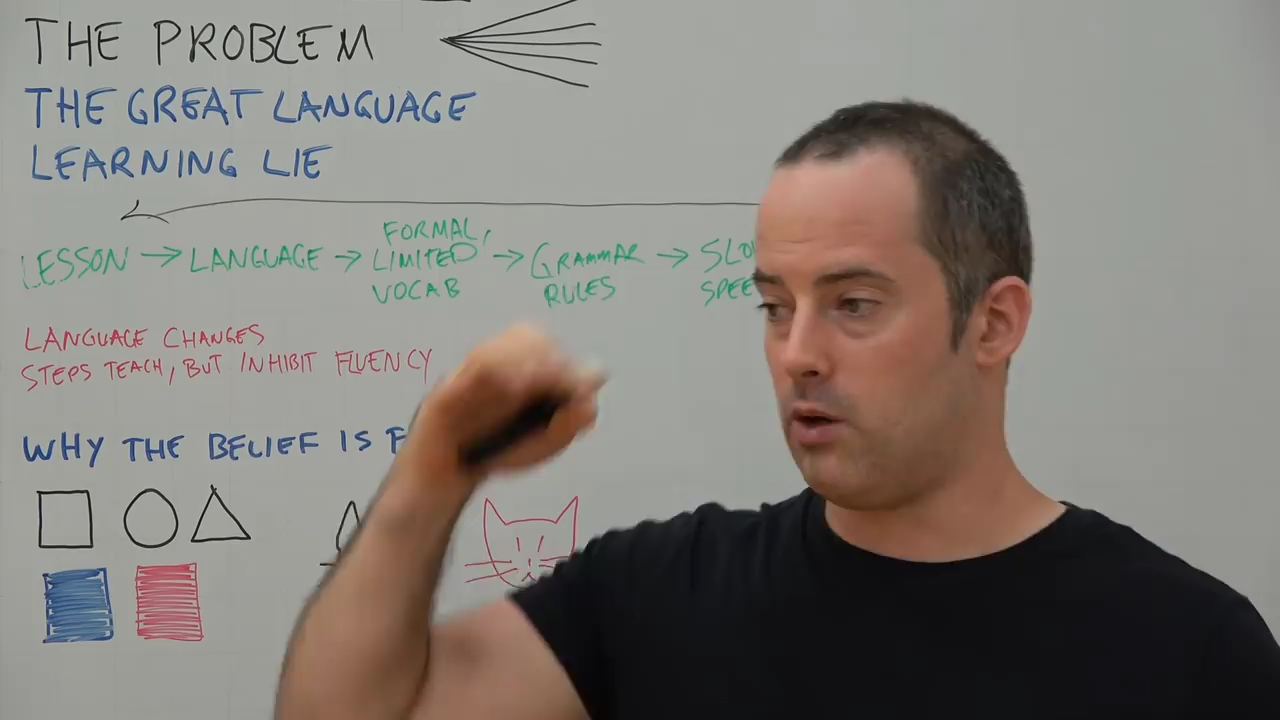 THE PROBLEM
THE GREAT LANGUAGE
LEARNING LIE
LESSON → LANGUAGE → FORMAL, LIMITED VOCAB → GRAMMAR RULES →
LANGUAGE CHANGES
STEPS TEACH, BUT INHIBIT FLUENCY
WHY THE BELIEF IS